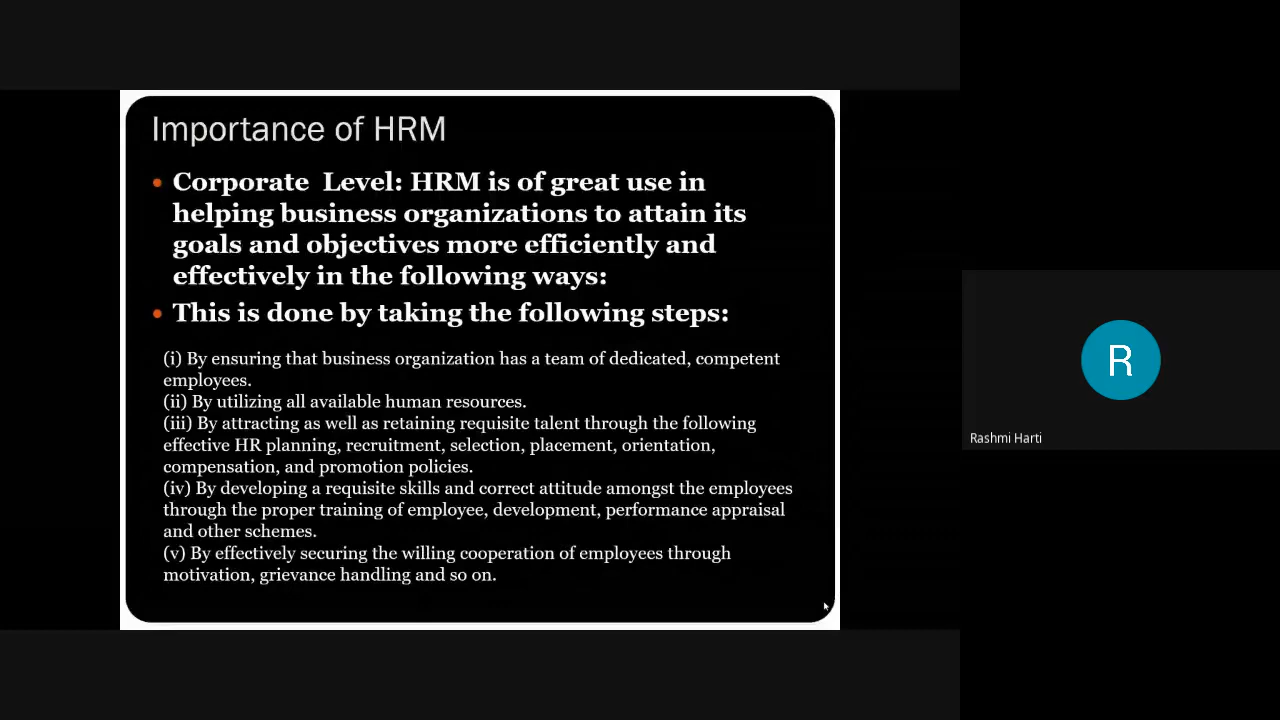 Importance of HRM
• Corporate  Level: HRM is of great use in
helping business organizations to attain its
goals and objectives more efficiently and
effectively in the following ways:
• This is done by taking the following steps:
(i) By ensuring that business organization has a team of dedicated, competent
employees.
(ii) By utilizing all available human resources.
(iii) By attracting as well as retaining requisite talent through the following
effective HR planning, recruitment, selection, placement, orientation,
compensation, and promotion policies.
(iv) By developing a requisite skills and correct attitude amongst the employees
through the proper training of employee, development, performance appraisal
and other schemes.
(v) By effectively securing the willing cooperation of employees through
motivation, grievance handling and so on.
R
Rashmi Harti